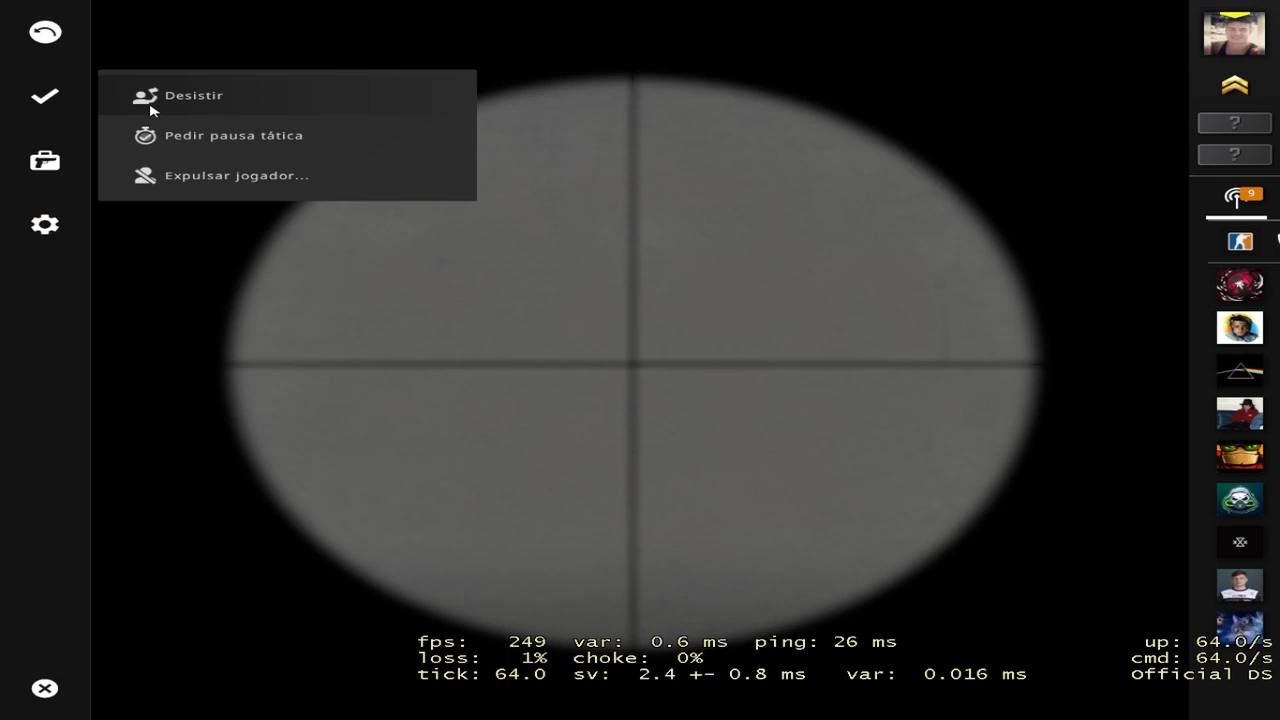 Desistir
Pedir pausa tática
Expulsar jogador...
?
?
9
fps: 249 var: 0.6 ms ping: 26 ms up: 64.0/s
loss: 1% choke: 0% cmd: 64.0/s
tick: 64.0 sv: 2.4 +- 0.8 ms var: 0.016 ms Official DS